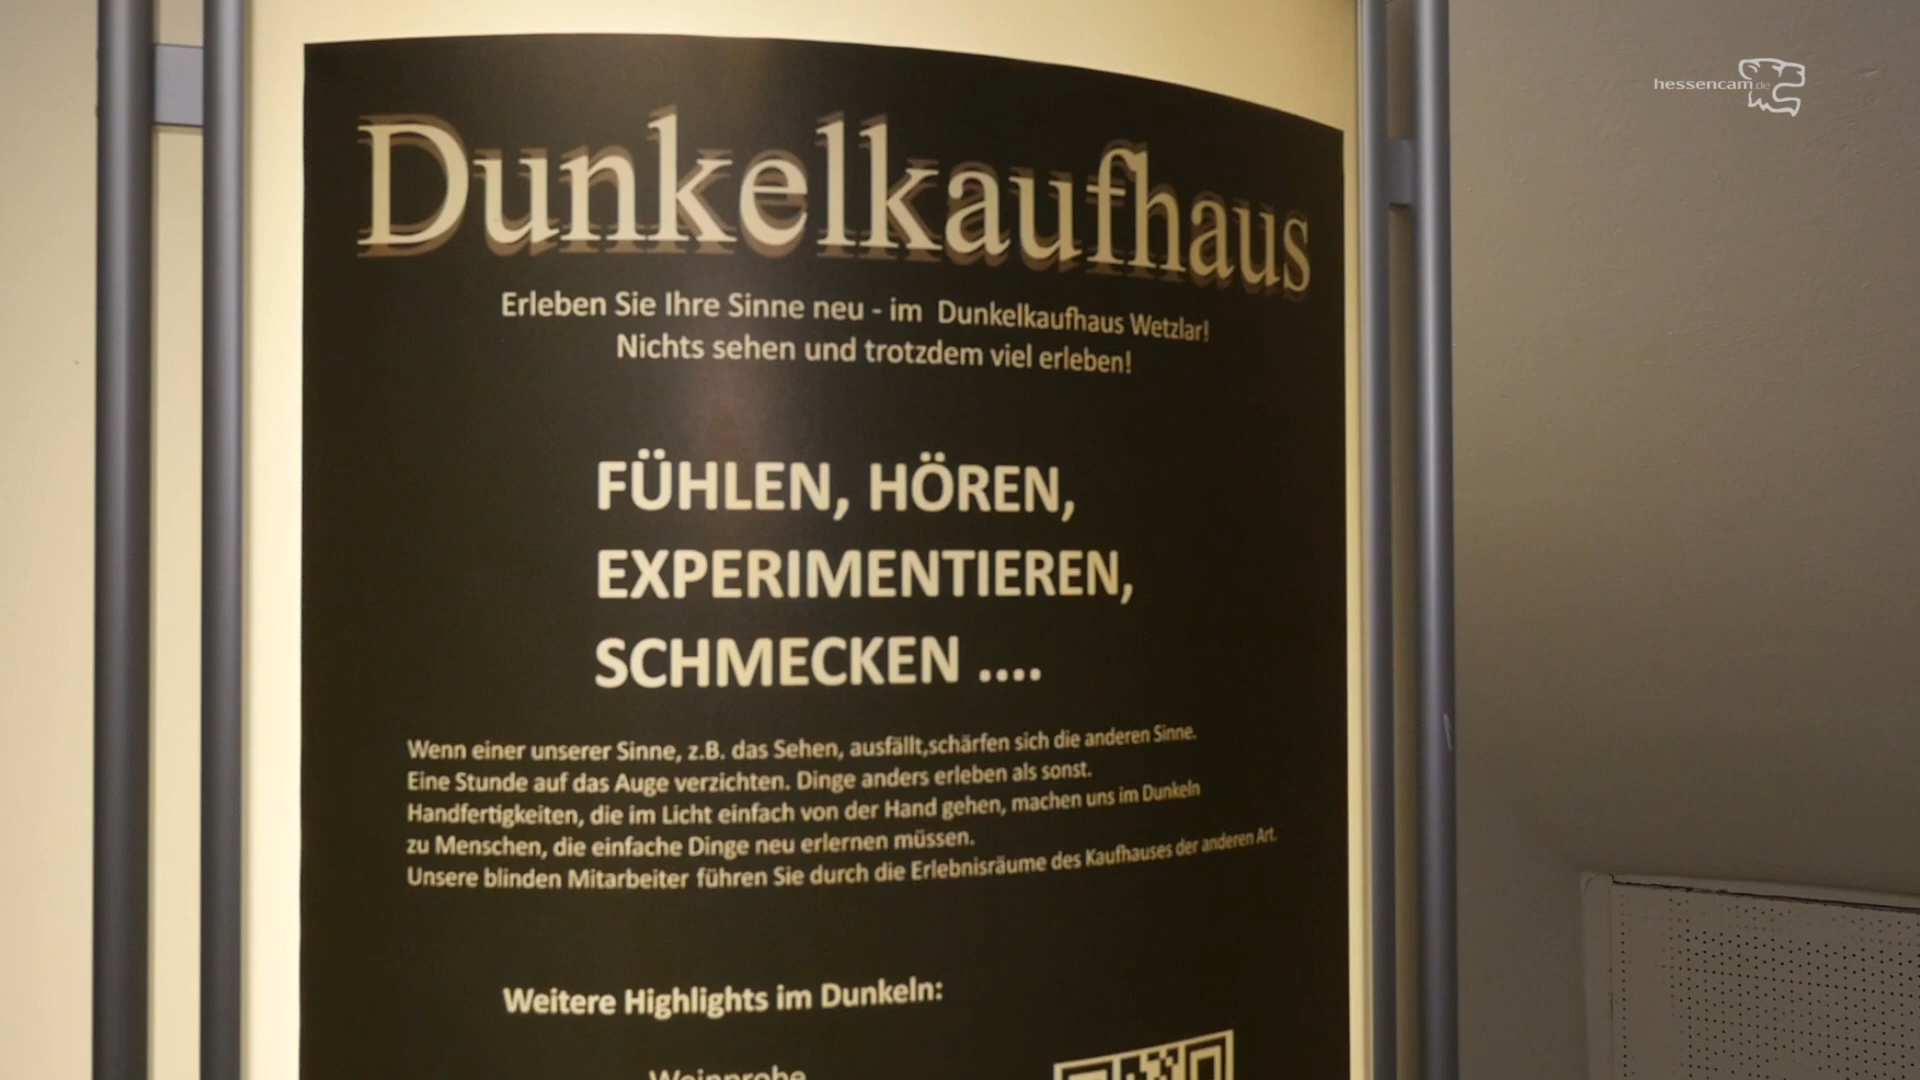 hessencam.de
Dunkelkaufhaus
Erleben Sie Ihre Sinne neu - im Dunkelkaufhaus Wetzlar!
Nichts sehen und trotzdem viel erleben!
FÜHLEN, HÖREN,
EXPERIMENTIEREN,
SCHMECKEN ....
Wenn einer unserer Sinne, z.B. das Sehen, ausfällt,schärfen sich die anderen Sinne.
Eine Stunde auf das Auge verzichten. Dinge anders erleben als sonst.
Handfertigkeiten, die im Licht einfach von der Hand gehen, machen uns im Dunkeln
zu Menschen, die einfache Dinge neu erlernen müssen.
Unsere blinden Mitarbeiter führen Sie durch die Erlebnisräume des Kaufhauses der anderen Art.
Weitere Highlights im Dunkeln:
Weinprobe